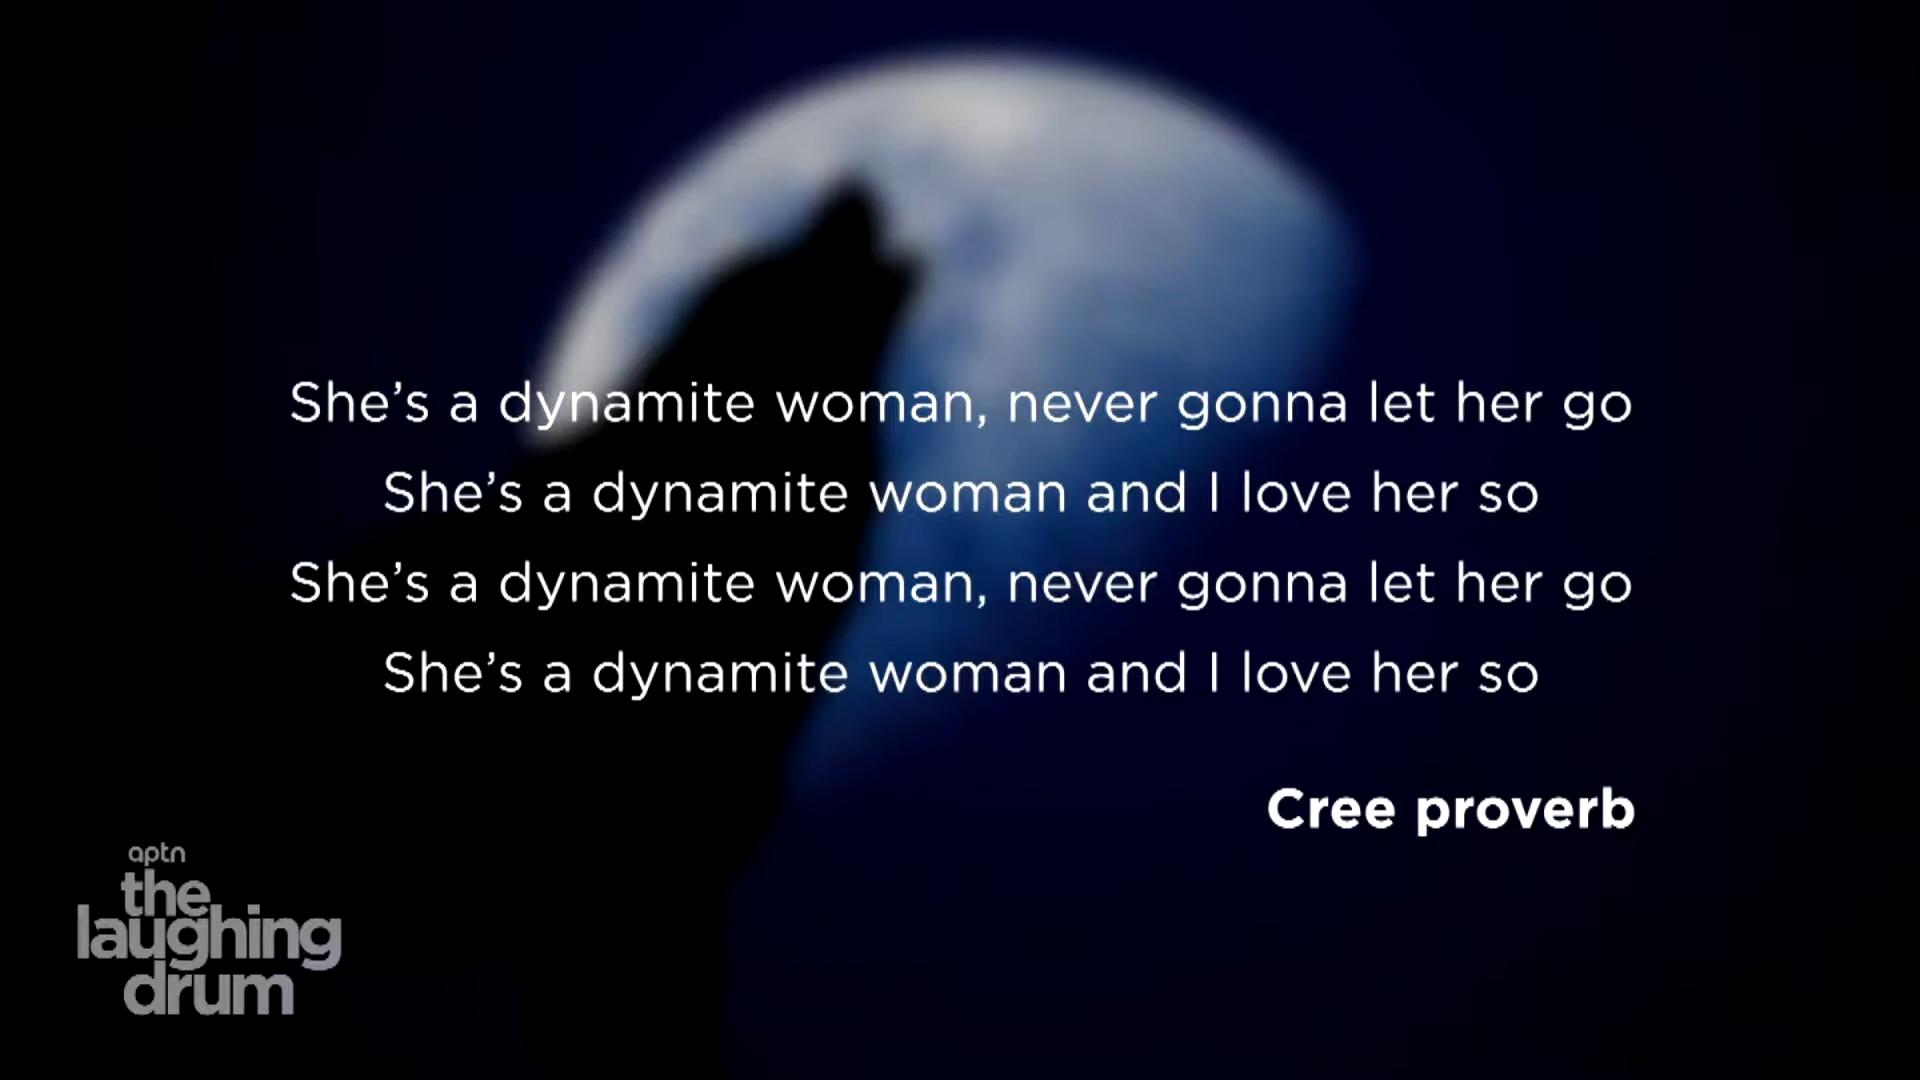 She’s a dynamite woman, never gonna let her go
She’s a dynamite woman and I love her so
She’s a dynamite woman, never gonna let her go
She’s a dynamite woman and I love her so
Cree proverb
aptn
the
laughing
drum